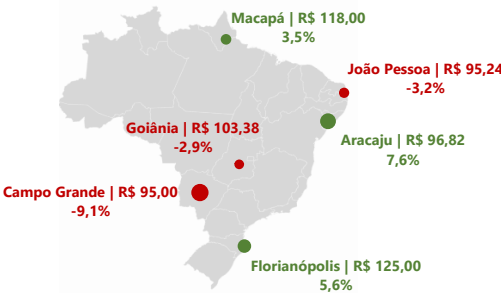 Macapá | R$ 118,00
3,5%
João Pessoa | R$ 95,24
-3,2%
Goiânia | R$ 103,38
-2,9%
Aracaju | R$ 96,82
7,6%
Campo Grande | R$ 95,00
-9,1%
Florianópolis | R$ 125,00
5,6%